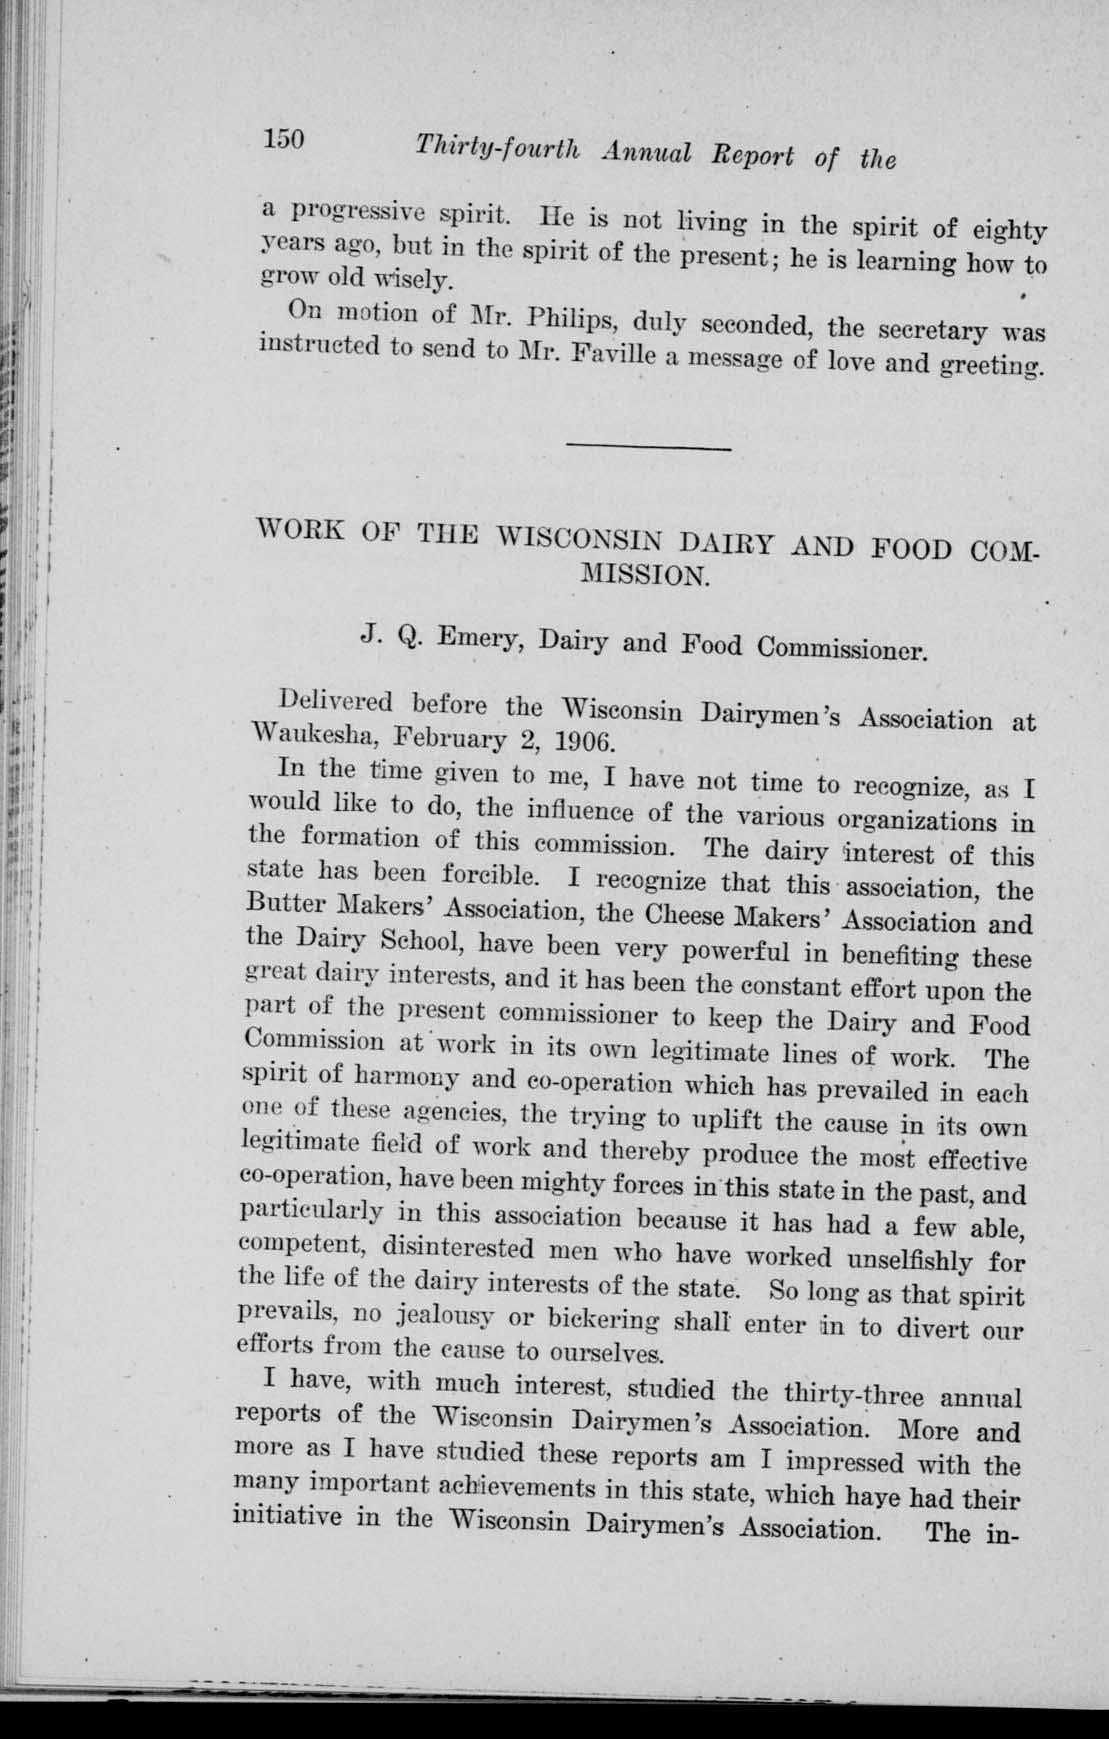 150 Thirty-fourth Annual Report of the
a progressive spirit. He is not living in the spirit of eighty
years ago, but in the spirit of the present; he is learning how to
grow old wisely.
On motion of Mr. Philips, duly seconded, the secretary was
instructed to send to Mr. Faville a message of love and greeting.
WORK OF THE WISCONSIN DAIRY AND FOOD COM-
MISSION.
J. Q. Emery, Dairy and Food Commissioner.
Delivered before the Wisconsin Dairymen's Association at
Waukesha, February 2, 1906.
In the time given to me, I have not time to recognize, as I
would like to do, the influence of the various organizations in
the formation of this commission. The dairy interest of this
state has been forcible. I recognize that this association, the
Butter Makers' Association, the Cheese Makers' Association and
the Dairy School, have been very powerful in benefiting these
great dairy interests, and it has been the constant effort upon the
part of the present commissioner to keep the Dairy and Food
Commission at work in its own legitimate lines of work. The
spirit of harmony and co-operation which has prevailed in each
one of these agencies, the trying to uplift the cause in its own
legitimate field of work and thereby produce the most effective
co-operation, have been mighty forces in this state in the past, and
particularly in this association because it has had a few able,
competent, disinterested men who have worked unselfishly for
the life of the dairy interests of the state. So long as that spirit
prevails, no jealousy or bickering shall enter in to divert our
efforts from the cause to ourselves.
I have, with much interest, studied the thirty-three annual
reports of the Wisconsin Dairymen's Association. More and
more as I have studied these reports am I impressed with the
many important achievements in this state, which haye had their
initiative in the Wisconsin Dairymen's Association. The in-